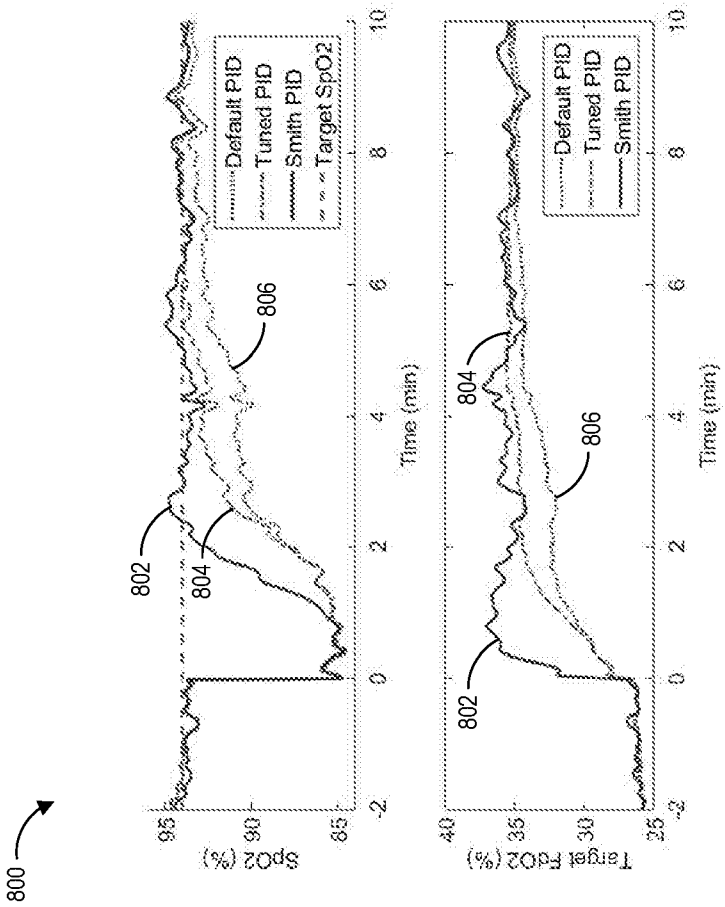 800
SpO2 (%)
95
90
85
-2
0
2
4
6
8
10
Time (min)
802
804
806
Default PID
Tuned PID
Smith PID
Target SpO2
Target FdO2 (%)
40
35
30
25
-2
0
2
4
6
8
10
Time (min)
802
804
806
Default PID
Tuned PID
Smith PID